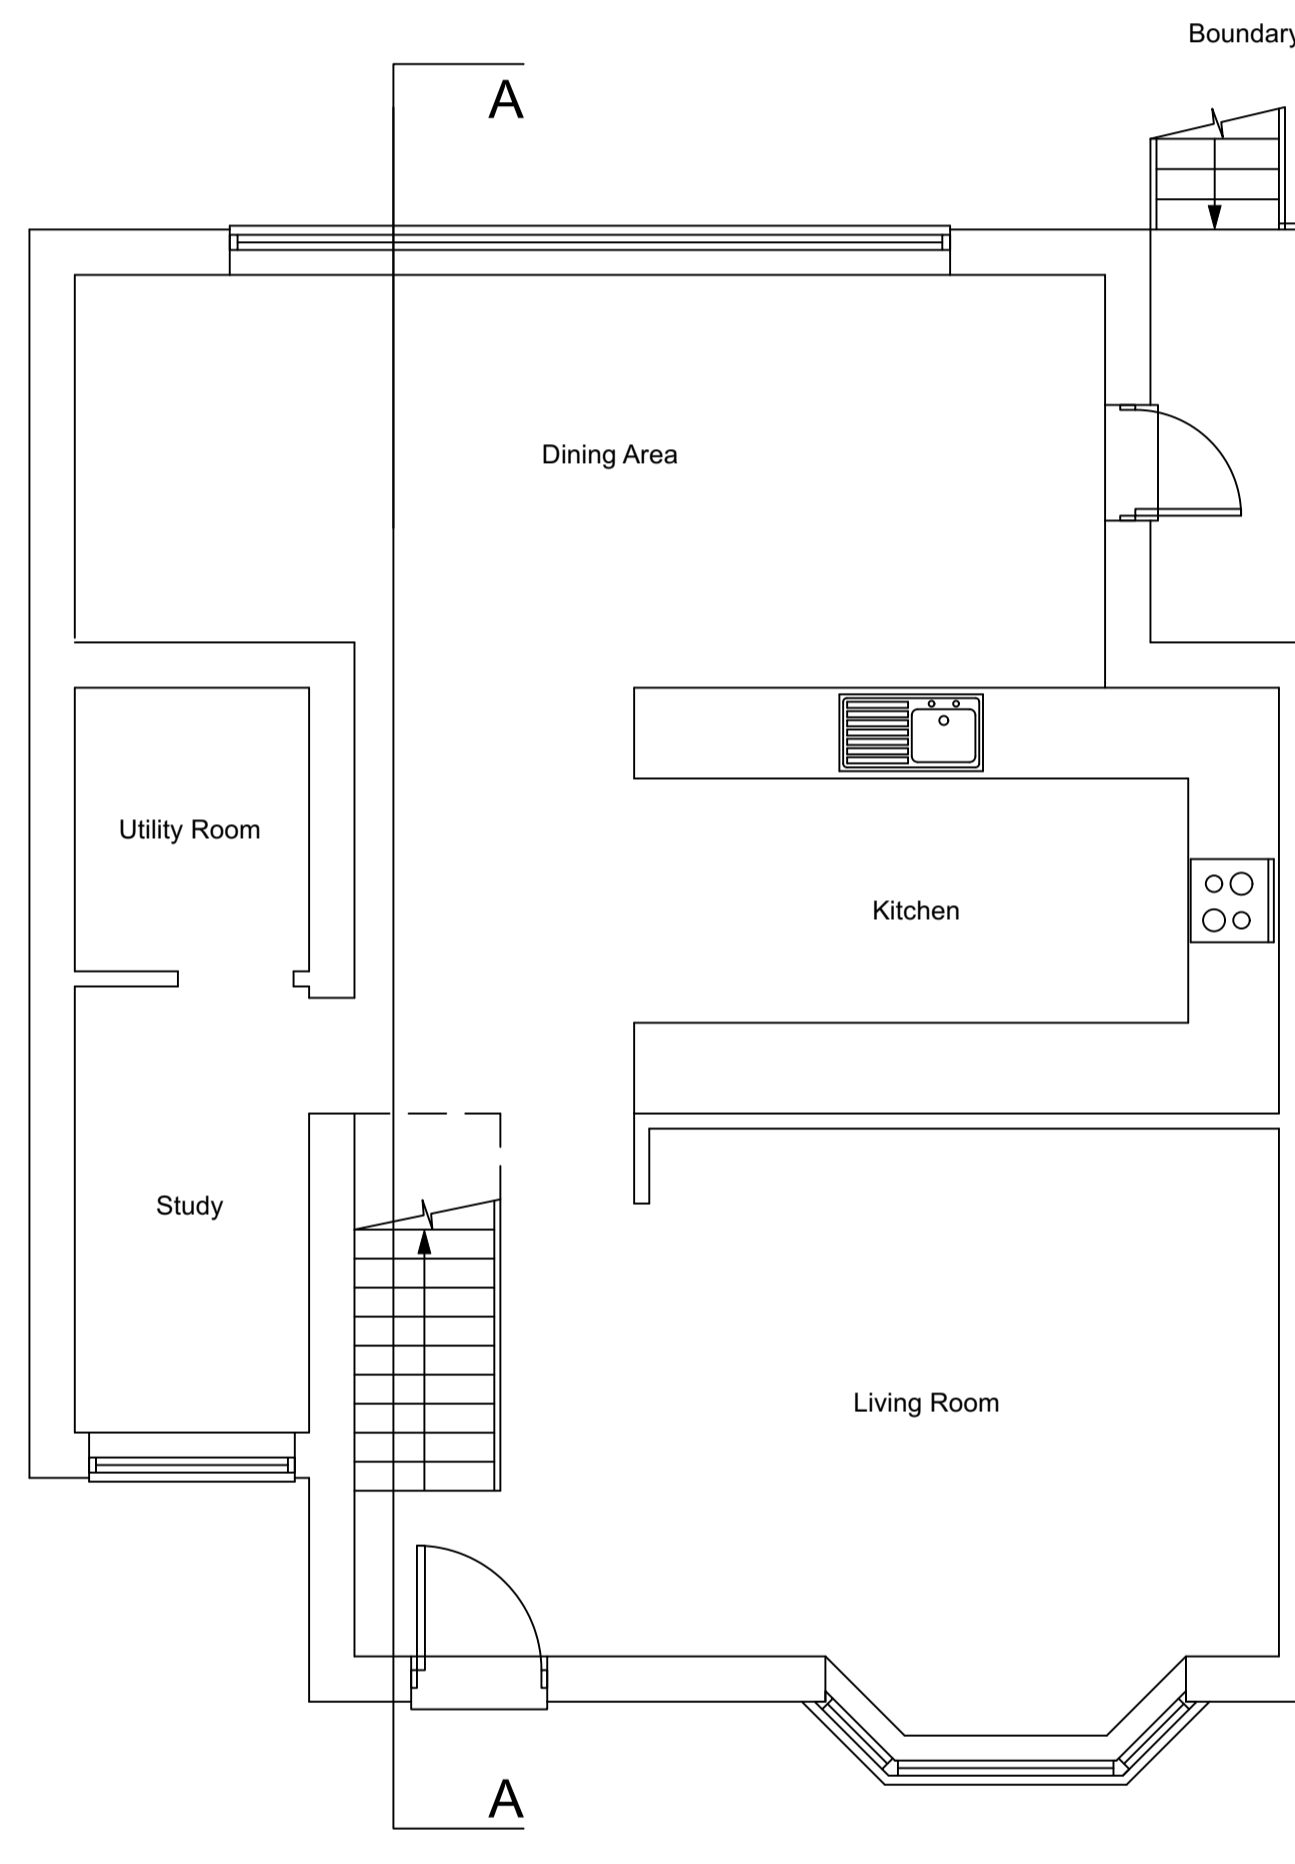 Boundary
A
Dining Area
Utility Room
Kitchen
Study
Living Room
A